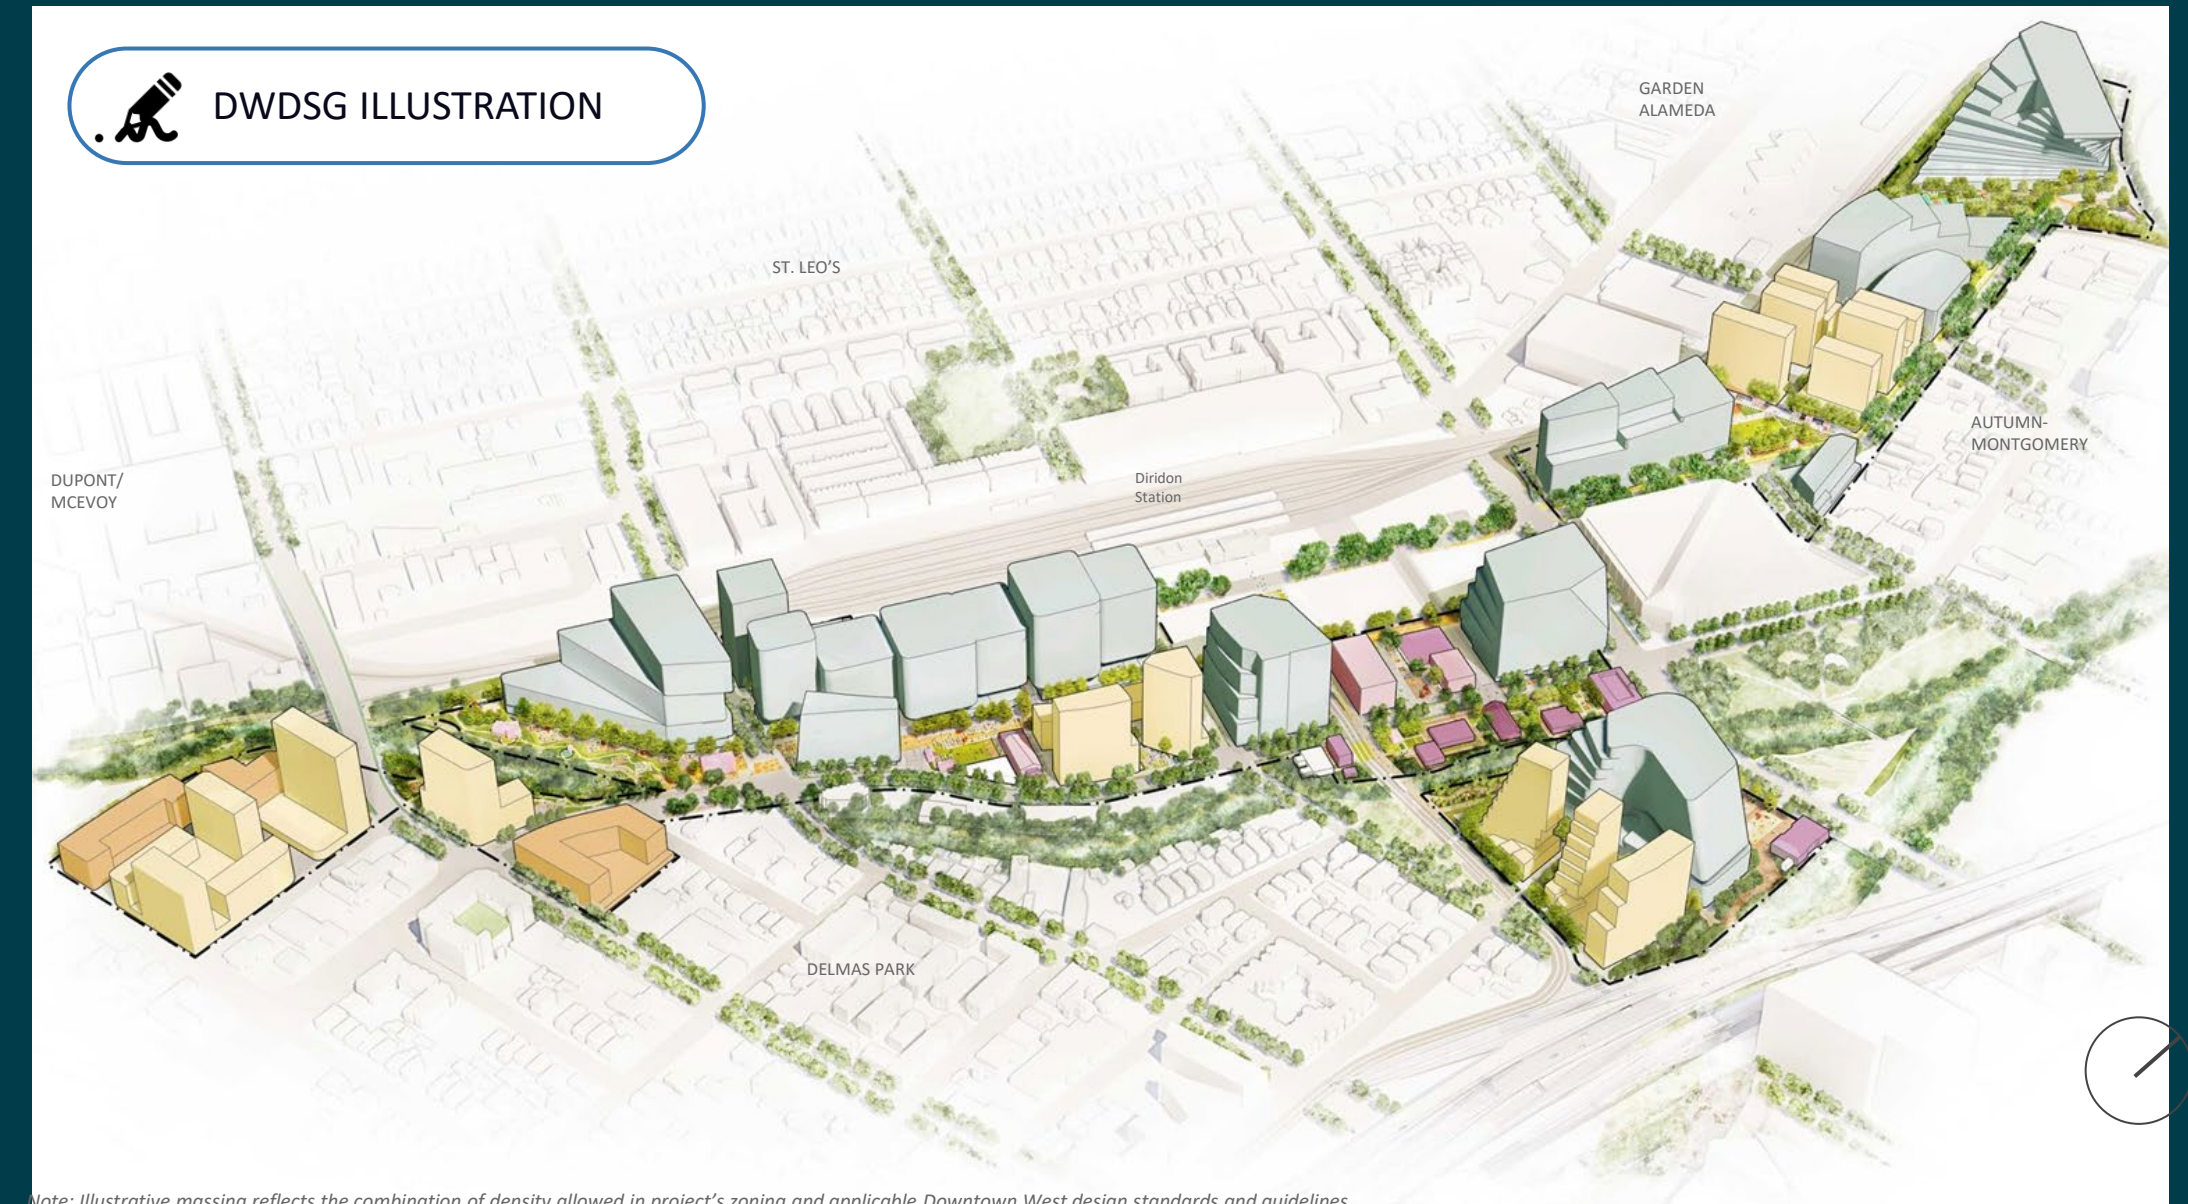 DWDSG ILLUSTRATION
GARDEN
ALAMEDA
ST. LEO'S
AUTUMN-
MONTGOMERY
DUPONT/
MCEVOY
Diridon
Station
DELMAS PARK
Note: Illustrative massing reflects the combination of density allowed in project's zoning and applicable Downtown West design standards and guidelines